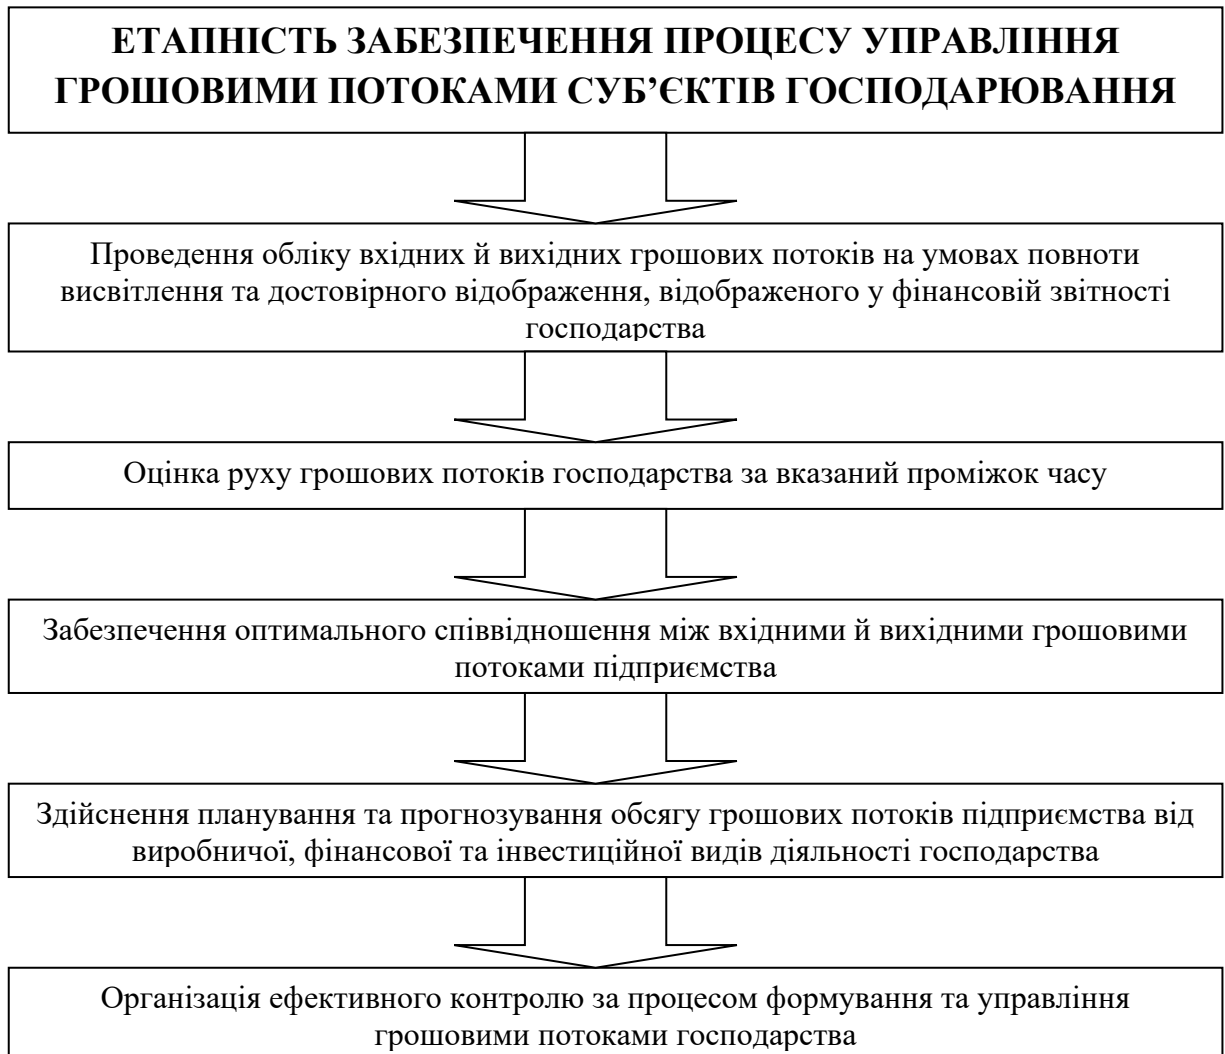 ЕТАПНІСТЬ ЗАБЕЗПЕЧЕННЯ ПРОЦЕСУ УПРАВЛІННЯ
ГРОШОВИМИ ПОТОКАМИ СУБ’ЄКТІВ ГОСПОДАРЮВАННЯ
Проведення обліку вхідних й вихідних грошових потоків на умовах повноти
висвітлення та достовірного відображення, відображеного у фінансовій звітності
господарства
Оцінка руху грошових потоків господарства за вказаний проміжок часу
Забезпечення оптимального співвідношення між вхідними й вихідними грошовими
потоками підприємства
Здійснення планування та прогнозування обсягу грошових потоків підприємства від
виробничої, фінансової та інвестиційної видів діяльності господарства
Організація ефективного контролю за процесом формування та управління
грошовими потоками господарства